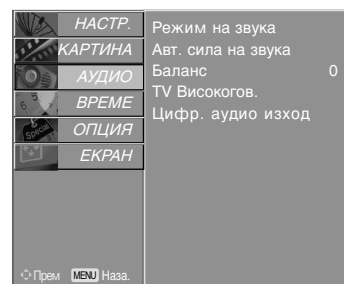 НАСТР.
КАРТИНА
АУДИО
ВРЕМЕ
ОПЦИЯ
ЕКРАН
Режим на звука
Авт. сила на звука
Баланс 0
TV Високогов.
Цифр. аудио изход
Special
Прем MENU Наза.